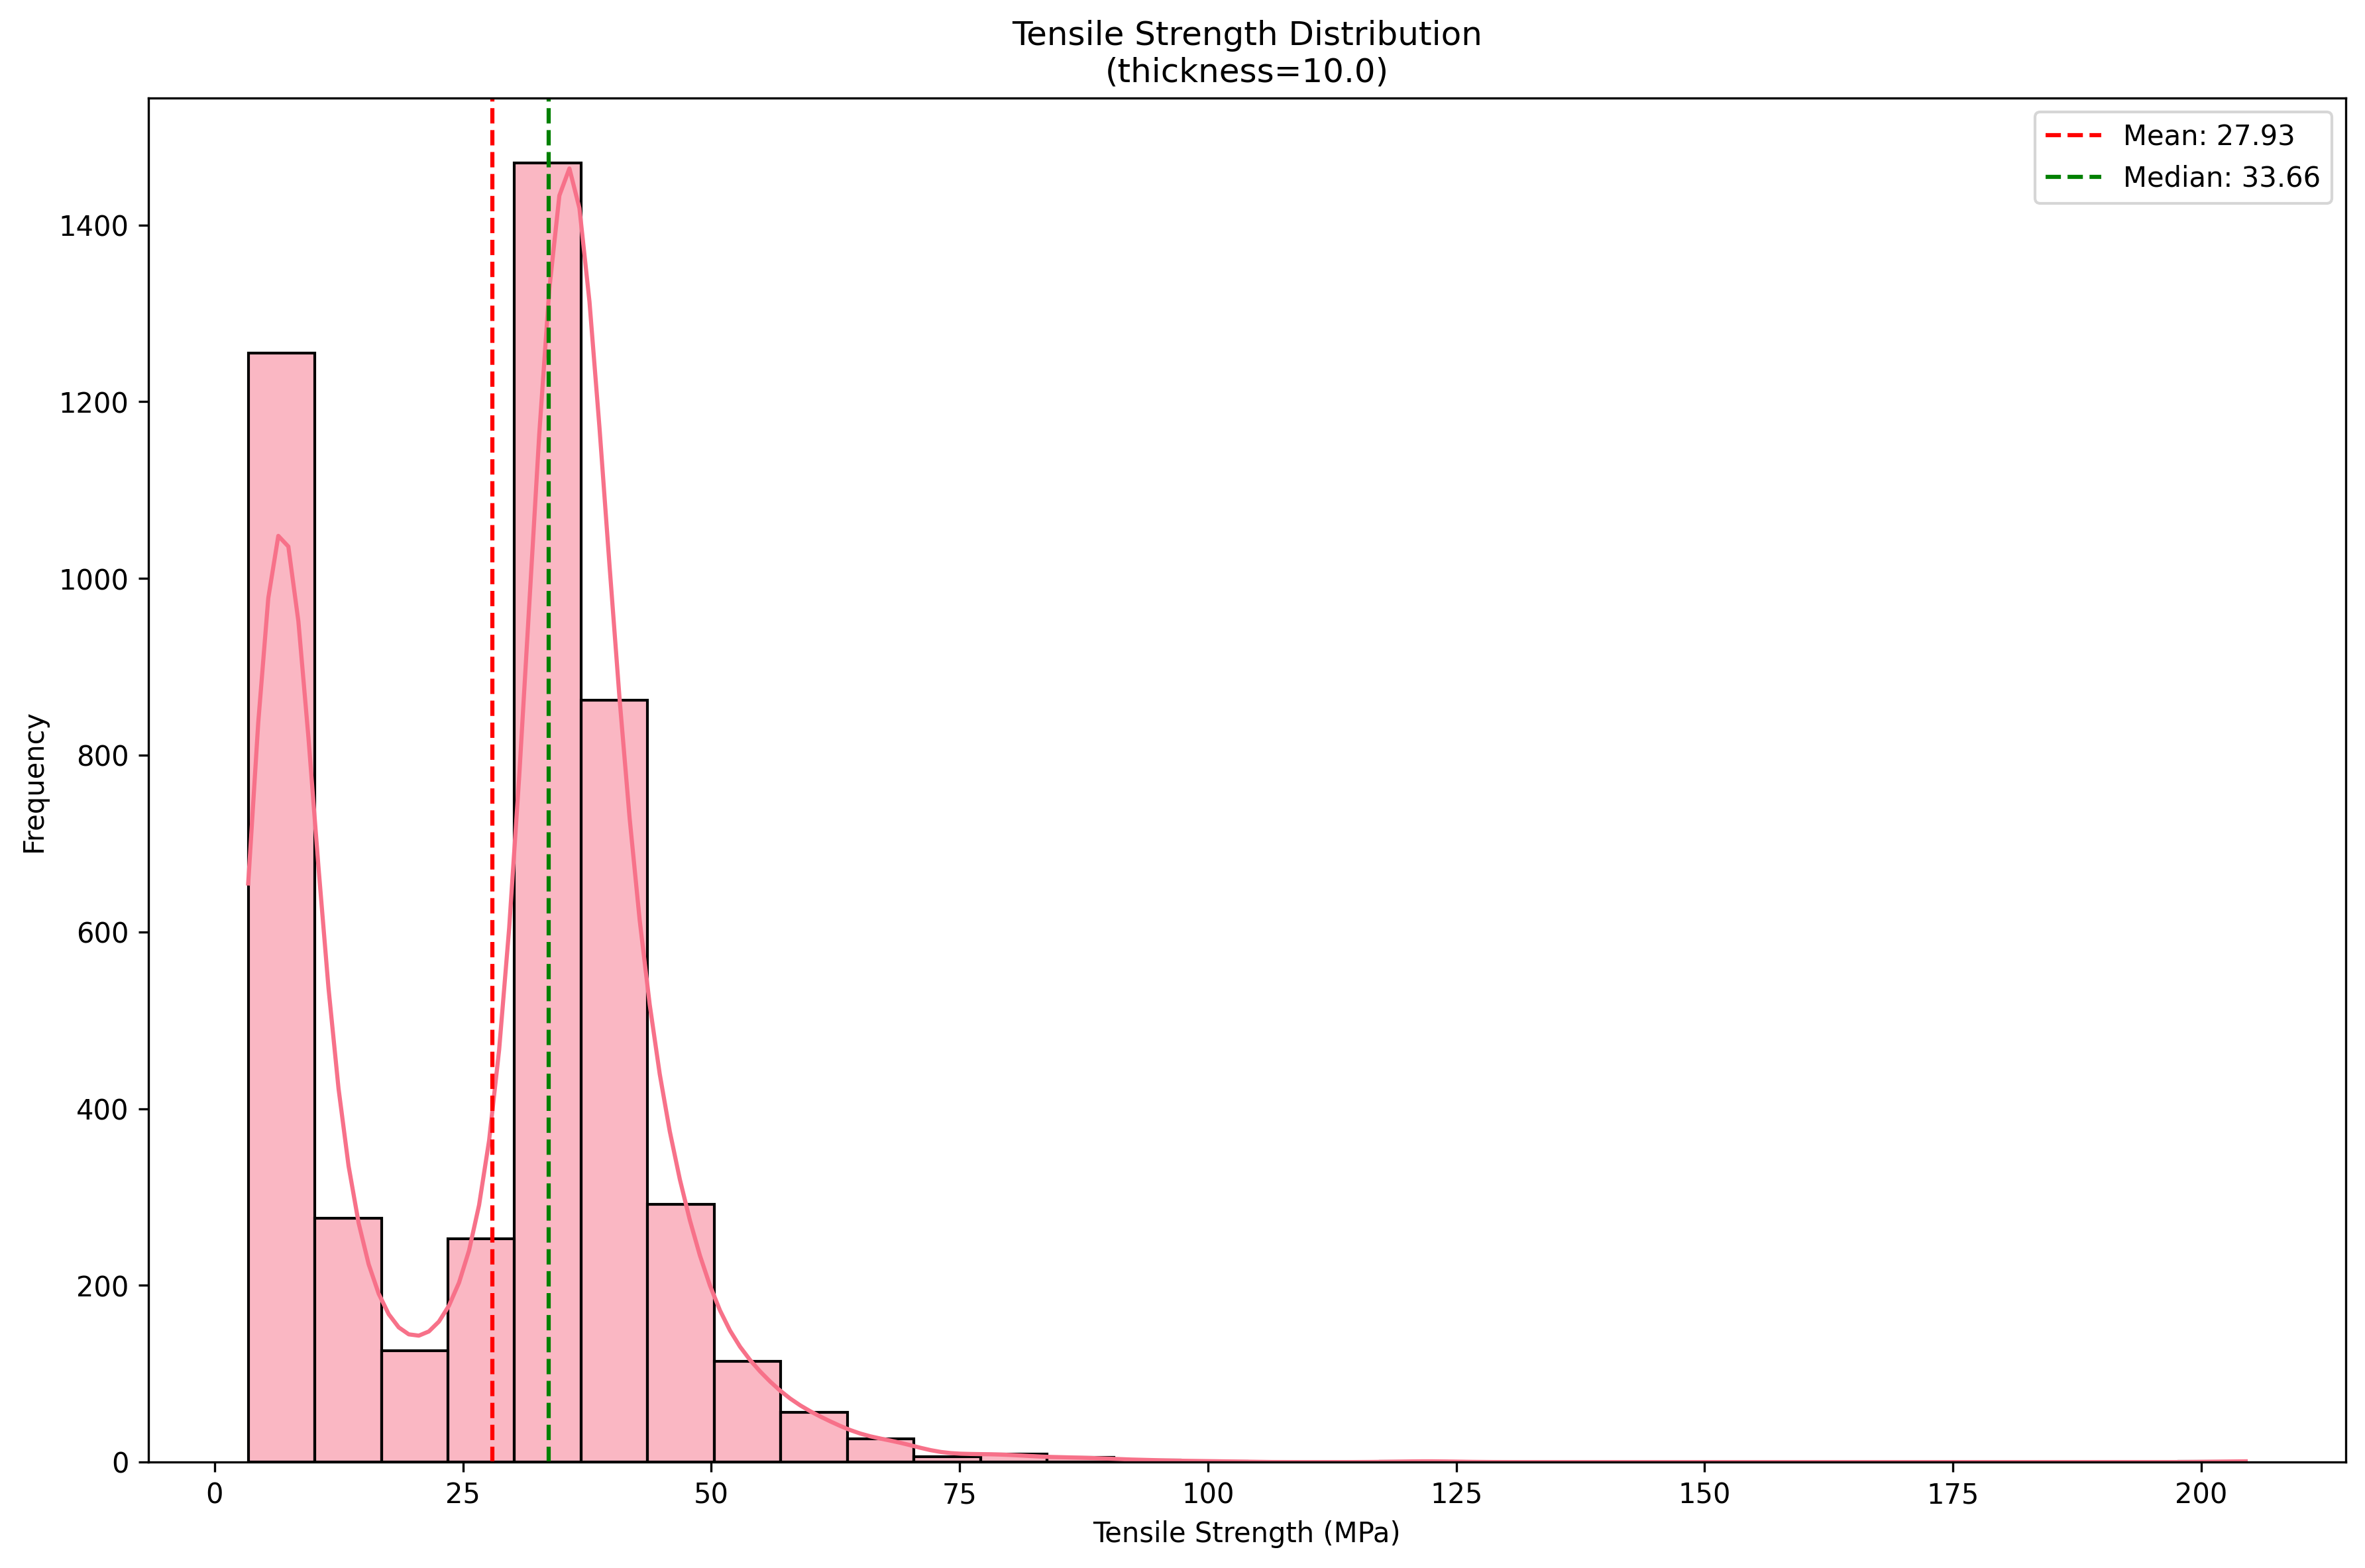 Tensile Strength Distribution
(thickness=10.0)
Mean: 27.93
Median: 33.66
1400
1200
1000
800
600
400
200
0
Frequency
0 25 50 75 100 125 150 175 200
Tensile Strength (MPa)